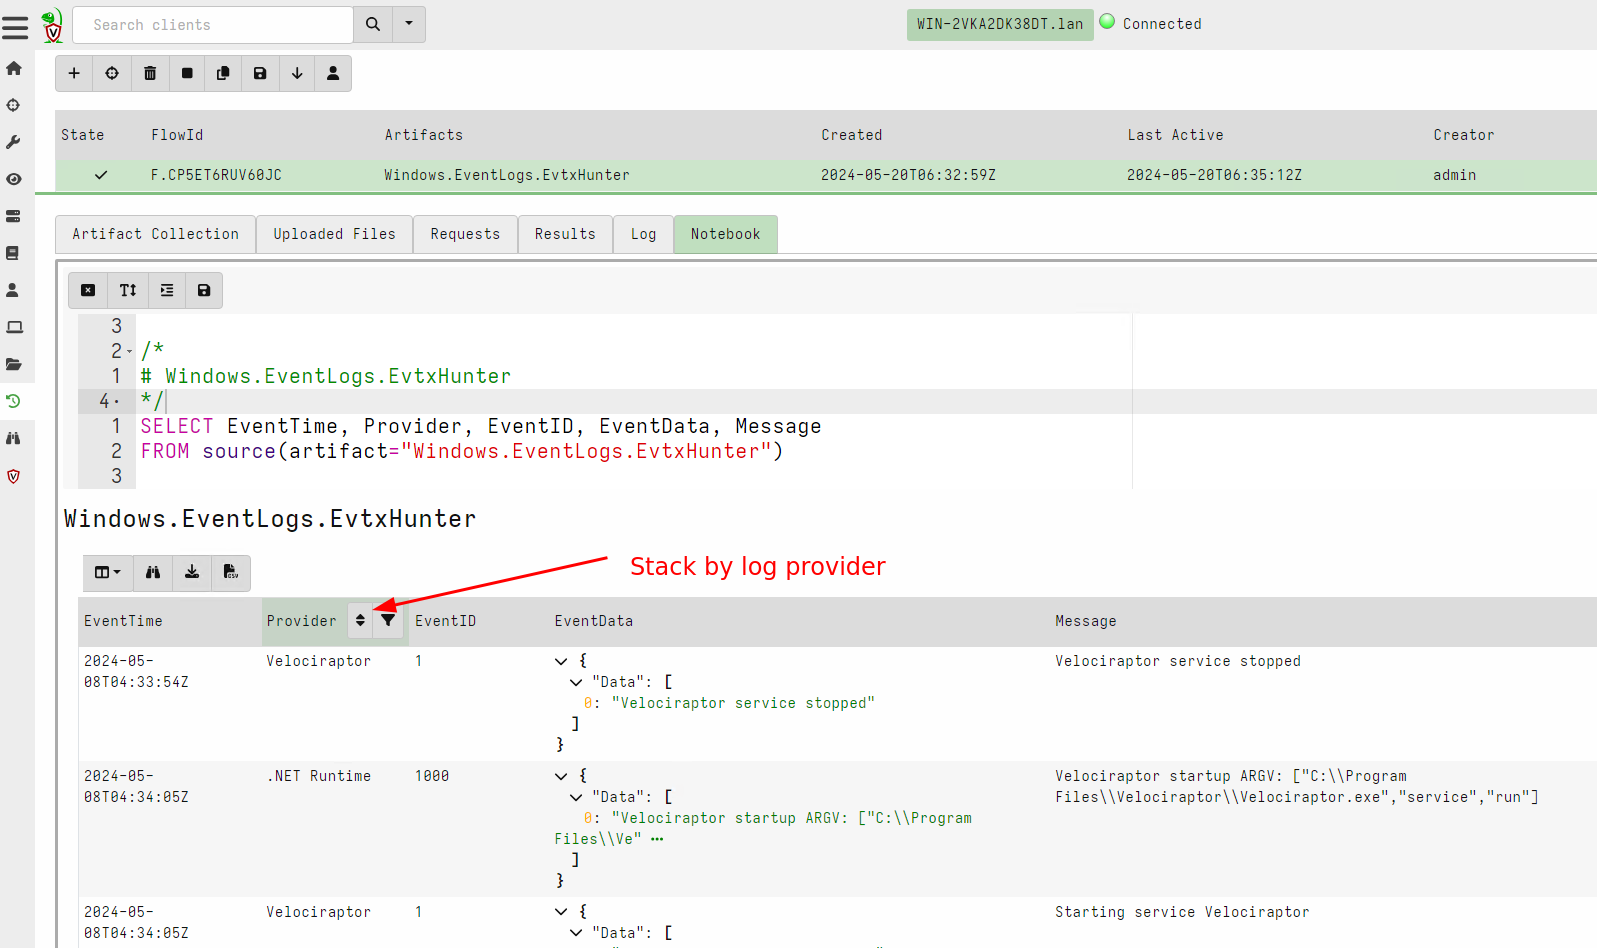 Search clients
WIN-2VKA2DK38DT.lan Connected
State FlowId Artifacts Created Last Active Creator
F.CP5ET6RUV60JC Windows.EventLogs.EvtxHunter 2024-05-20T06:32:59Z 2024-05-20T06:35:12Z admin
Artifact Collection Uploaded Files Requests Results Log Notebook
3
2 /*
1 # Windows.EventLogs.EvtxHunter
4 */
1 SELECT EventTime, Provider, EventID, EventData, Message
2 FROM source(artifact="Windows.EventLogs.EvtxHunter")
3
Windows.EventLogs.EvtxHunter
Stack by log provider
EventTime Provider EventID EventData Message
2024-05- Velociraptor 1 { Velociraptor service stopped
08T04:33:54Z "Data": [
0: "Velociraptor service stopped"
]
}
2024-05- .NET Runtime 1000 { Velociraptor startup ARGV: ["C:\\Program
08T04:34:05Z "Data": [ Files\\Velociraptor\\Velociraptor.exe","service","run"]
0: "Velociraptor startup ARGV: ["C:\\Program
Files\\Ve" •••
]
}
2024-05- Velociraptor 1 { Starting service Velociraptor
08T04:34:05Z "Data": [